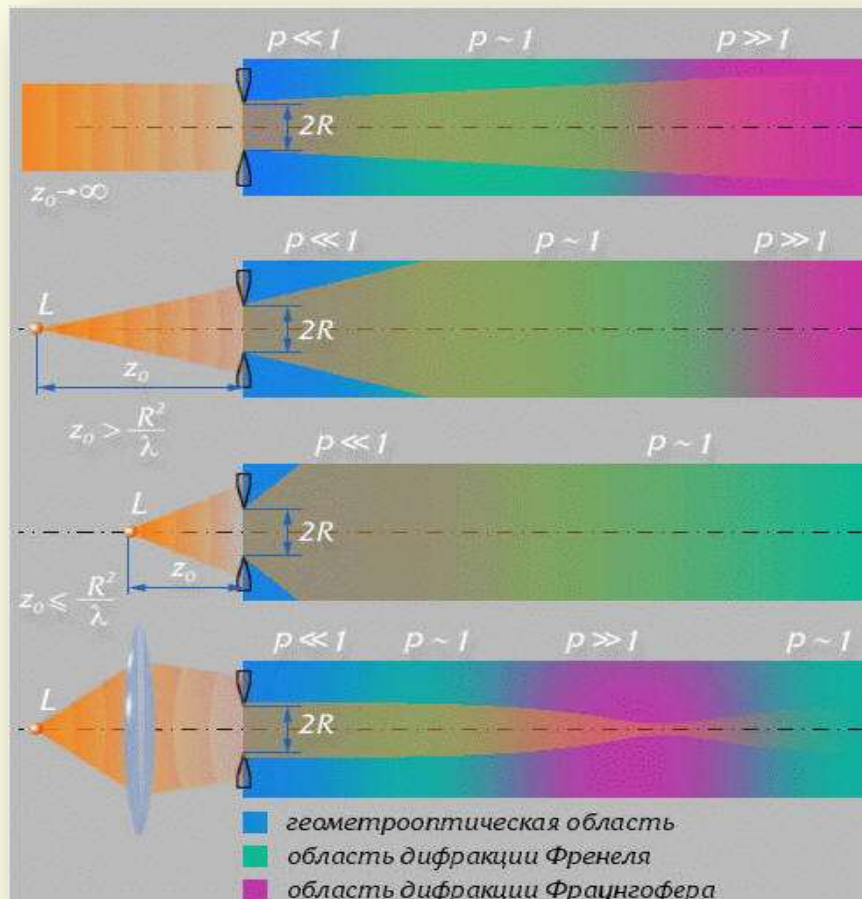 p ≪ 1 p ~ 1 p ≫ 1
2R
z₀→∞
p ≪ 1 p ~ 1 p ≫ 1
L
2R
z₀
z₀ > R²/λ
p ≪ 1 p ~ 1
L
2R
z₀
z₀ ⩽ R²/λ
p ≪ 1 p ~ 1 p ≫ 1 p ~ 1
L
2R
геометрооптическая область
область дифракции Френеля
область дифракции Фраунгофера